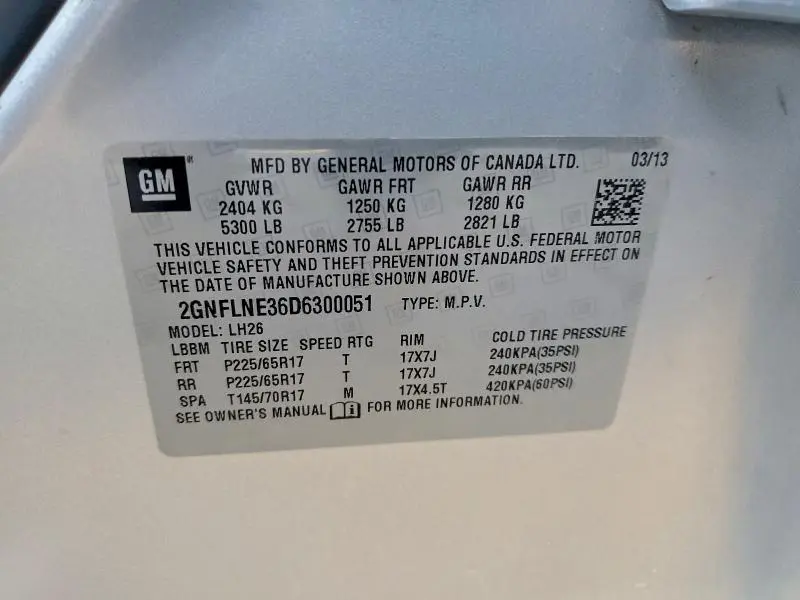 GM
MFD BY GENERAL MOTORS OF CANADA LTD. 03/13
GVWR GAWR FRT GAWR RR
2404 KG 1250 KG 1280 KG
5300 LB 2755 LB 2821 LB
THIS VEHICLE CONFORMS TO ALL APPLICABLE U.S. FEDERAL MOTOR
VEHICLE SAFETY AND THEFT PREVENTION STANDARDS IN EFFECT ON
THE DATE OF MANUFACTURE SHOWN ABOVE.
2GNFLNE36D6300051 TYPE: M.P.V.
MODEL: LH26
LBBM TIRE SIZE SPEED RTG RIM COLD TIRE PRESSURE
FRT P225/65R17 T 17X7J 240KPA(35PSI)
RR P225/65R17 T 17X7J 240KPA(35PSI)
SPA T145/70R17 M 17X4.5T 420KPA(60PSI)
SEE OWNER'S MANUAL FOR MORE INFORMATION.